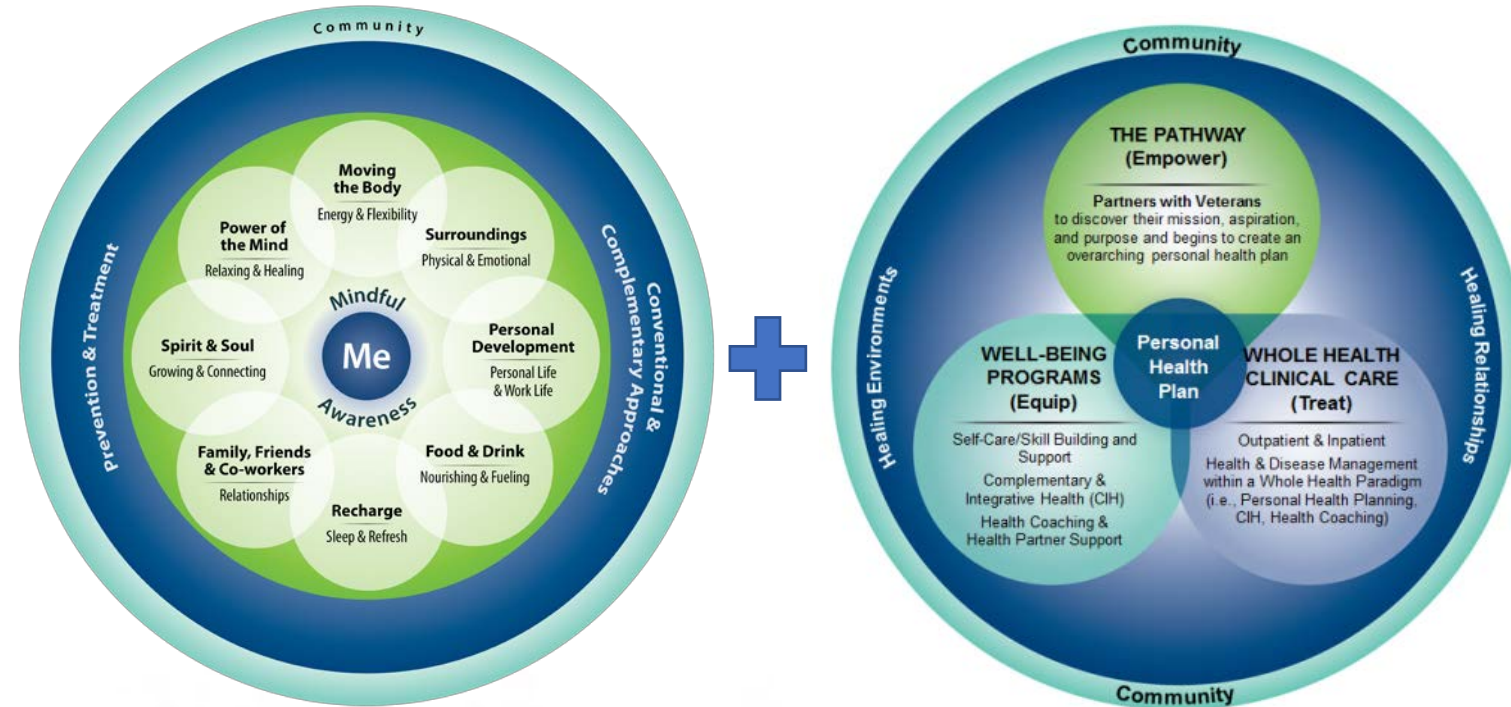 Community
Prevention & Treatment
Conventional &
Complementary Approaches
Moving
the Body
Energy & Flexibility
Surroundings
Physical & Emotional
Personal
Development
Personal Life
& Work Life
Food & Drink
Nourishing & Fueling
Recharge
Sleep & Refresh
Family, Friends
& Co-workers
Relationships
Spirit & Soul
Growing & Connecting
Power of
the Mind
Relaxing & Healing
Mindful
Me
Awareness
Community
Healing Environments
Healing Relationships
THE PATHWAY
(Empower)
Partners with Veterans
to discover their mission, aspiration,
and purpose and begins to create an
overarching personal health plan
Personal
Health
Plan
WELL-BEING
PROGRAMS
(Equip)
Self-Care/Skill Building and
Support
Complementary &
Integrative Health (CIH)
Health Coaching &
Health Partner Support
WHOLE HEALTH
CLINICAL CARE
(Treat)
Outpatient & Inpatient
Health & Disease Management
within a Whole Health Paradigm
(i.e., Personal Health Planning,
CIH, Health Coaching)
Community